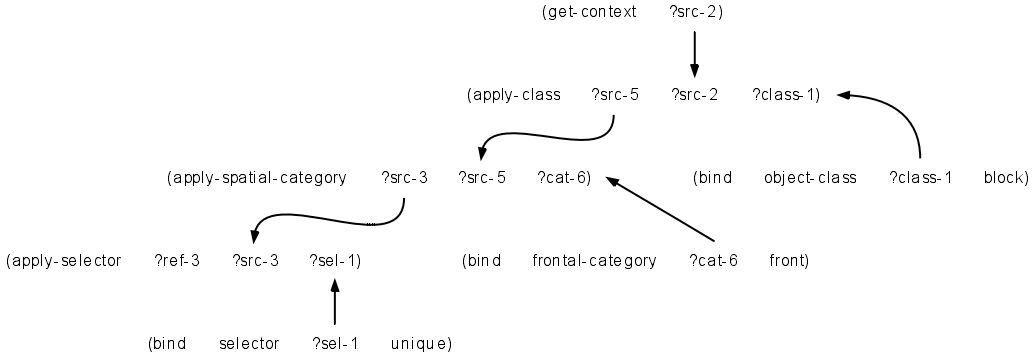 (get-context ?src-2)
(apply-class ?src-5 ?src-2 ?class-1)
(apply-spatial-category ?src-3 ?src-5 ?cat-6) (bind object-class ?class-1 block)
(apply-selector ?ref-3 ?src-3 ?sel-1) (bind frontal-category ?cat-6 front)
(bind selector ?sel-1 unique)